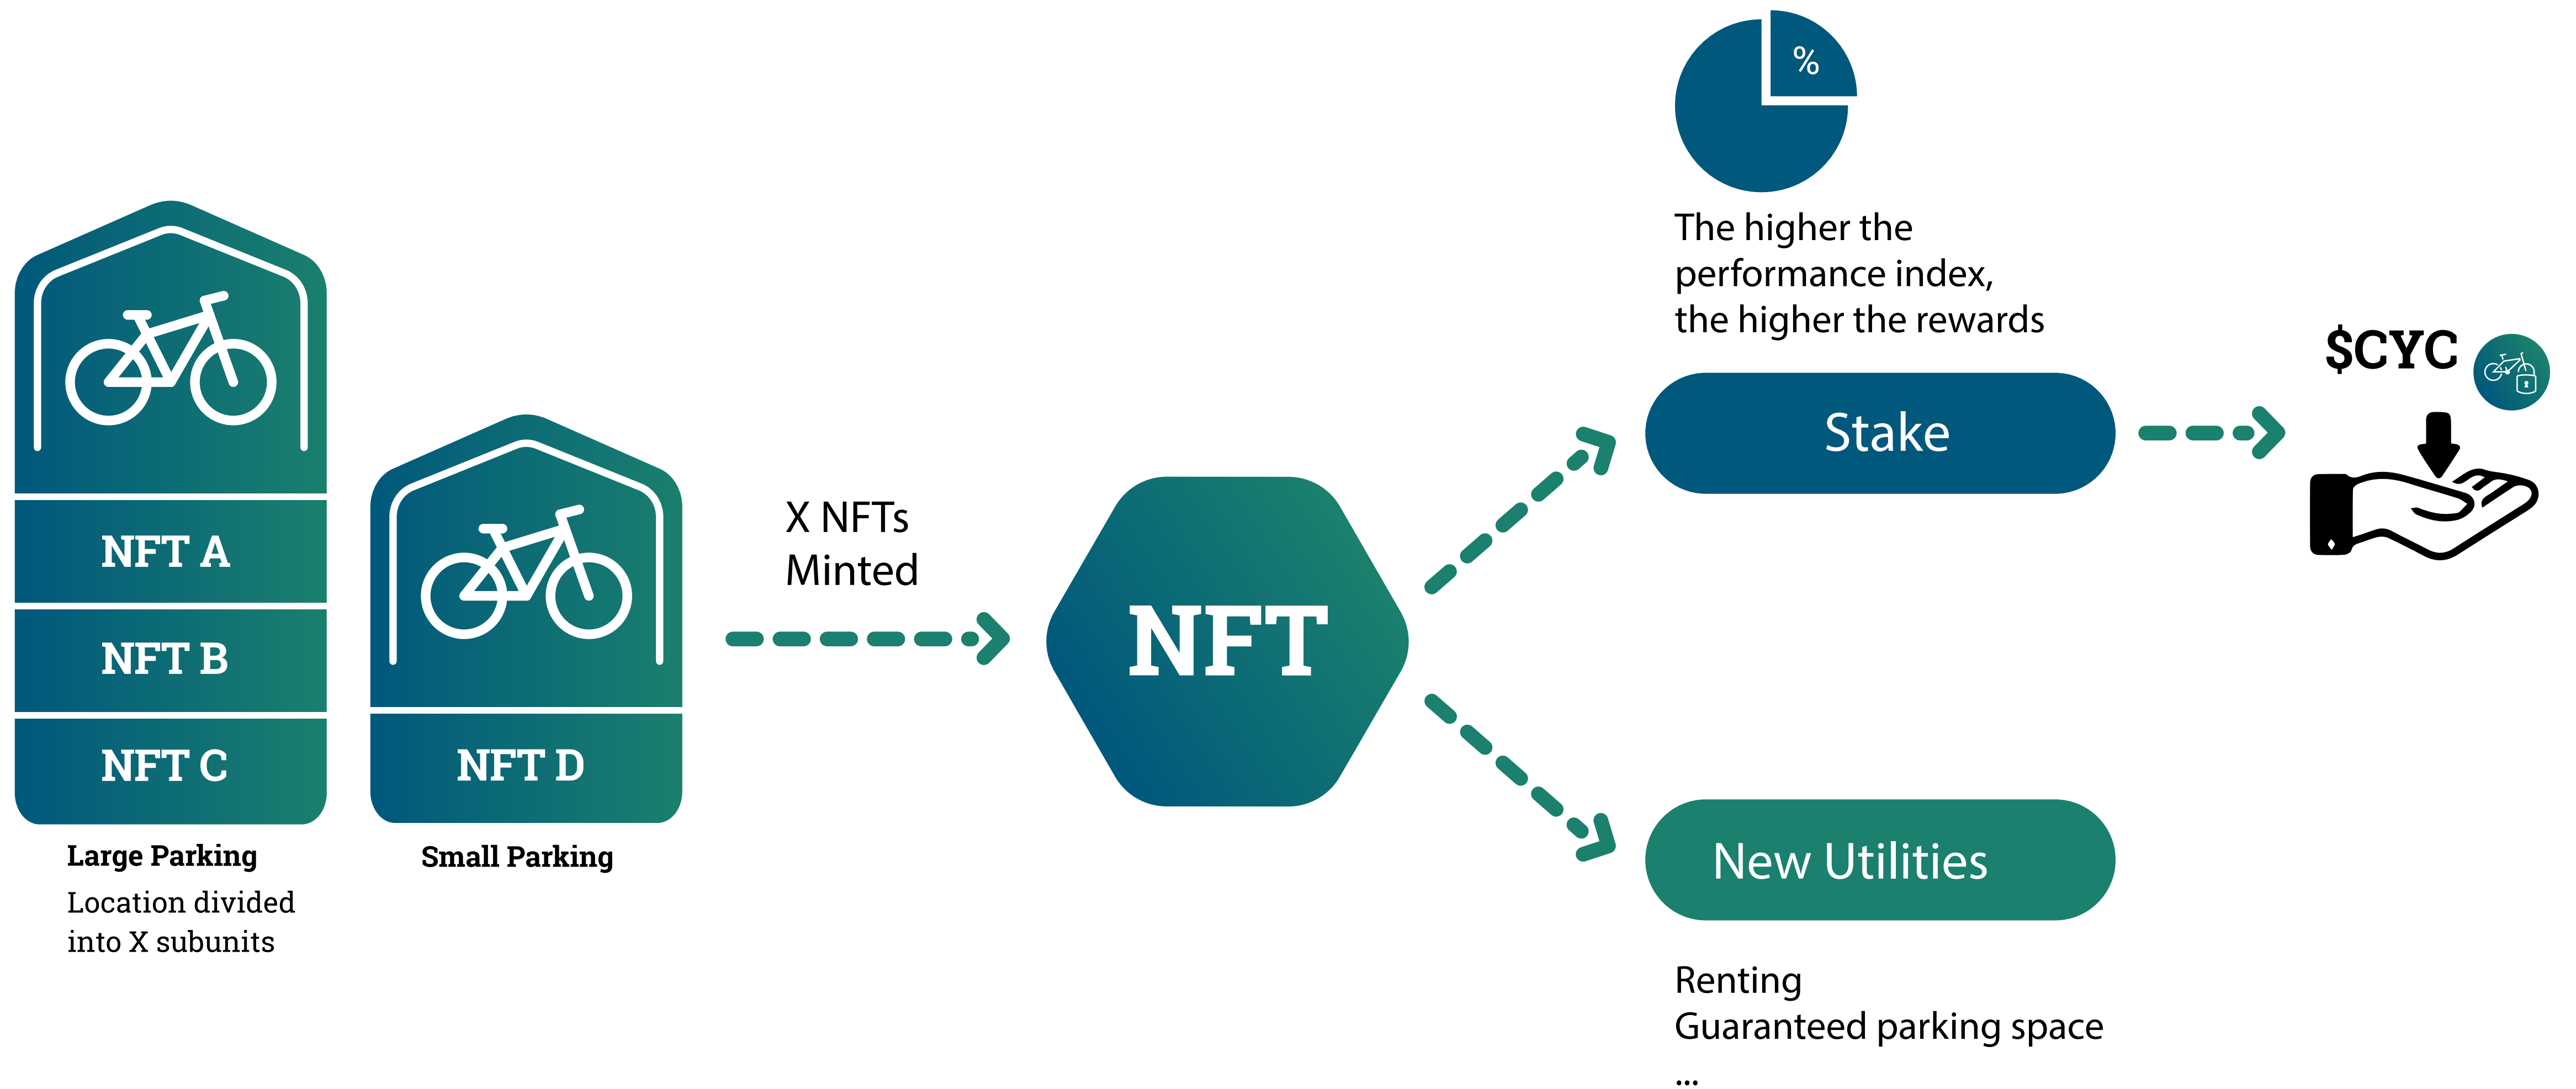 NFT A
NFT B
NFT C
Large Parking
Location divided
into X subunits
NFT D
Small Parking
X NFTs
Minted
NFT
%
The higher the
performance index,
the higher the rewards
Stake
$CYC
New Utilities
Renting
Guaranteed parking space
...